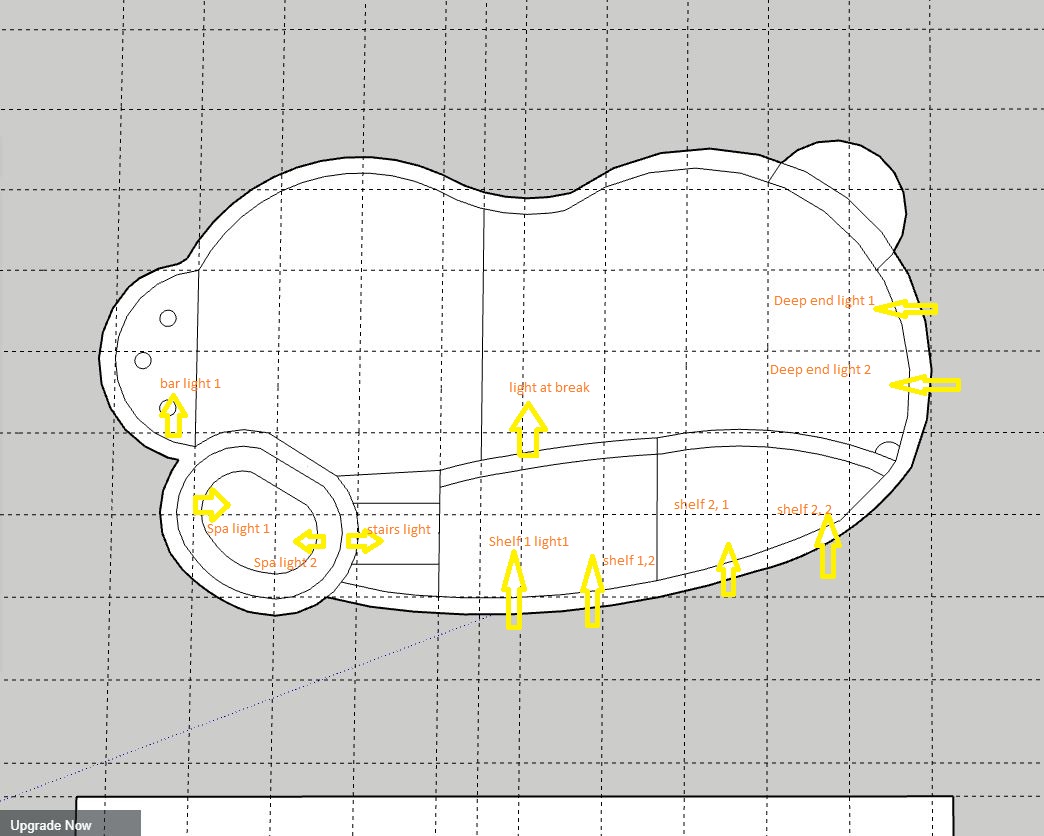 Deep end light 1
Deep end light 2
bar light 1
light at break
shelf 2, 1
shelf 2, 2
Spa light 1
stairs light
Shelf 1 light1
Spa light 2
shelf 1,2
Upgrade Now